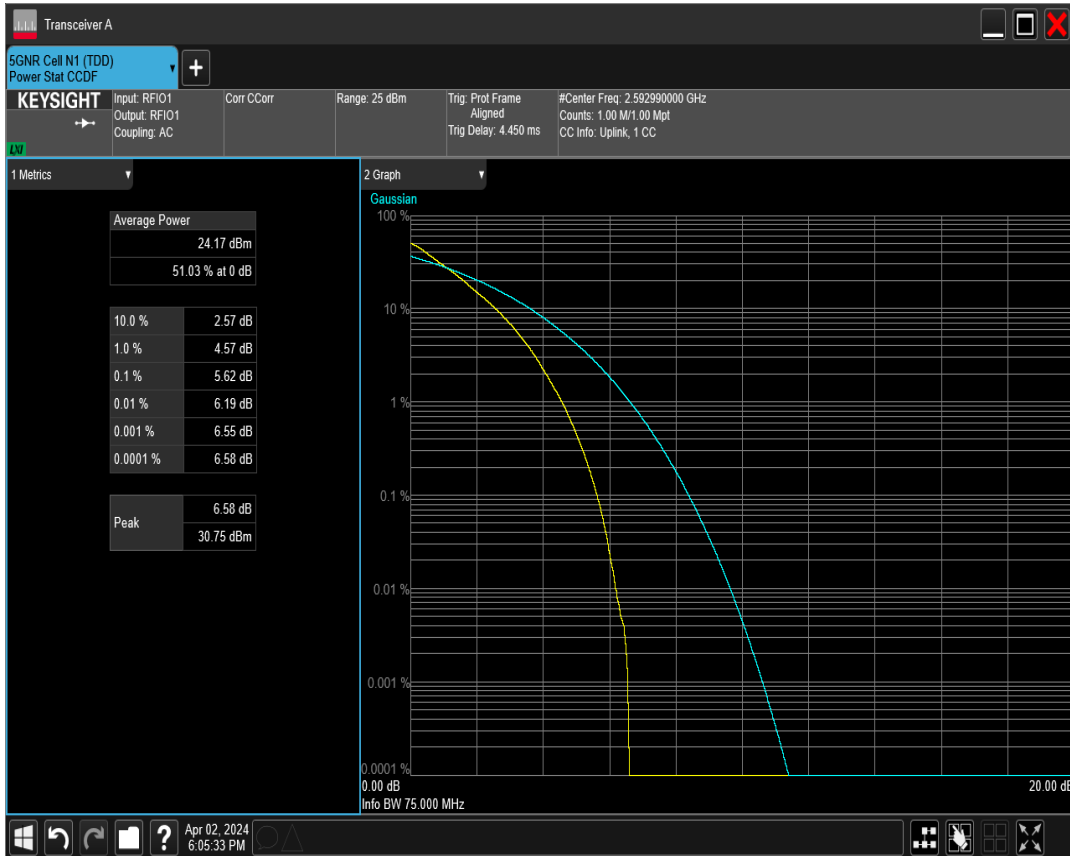 Transceiver A
5GNR Cell N1 (TDD)
Power Stat CCDF
+
KEYSIGHT
LXI
Input: RFIO1
Output: RFIO1
Coupling: AC
Corr CCorr
Range: 25 dBm
Trig: Prot Frame
Aligned
Trig Delay: 4.450 ms
#Center Freq: 2.592990000 GHz
Counts: 1.00 M/1.00 Mpt
CC Info: Uplink, 1 CC
1 Metrics
Average Power
24.17 dBm
51.03 % at 0 dB
10.0 % 2.57 dB
1.0 % 4.57 dB
0.1 % 5.62 dB
0.01 % 6.19 dB
0.001 % 6.55 dB
0.0001 % 6.58 dB
Peak
6.58 dB
30.75 dBm
2 Graph
Gaussian
100 %
10 %
1 %
0.1 %
0.01 %
0.001 %
0.0001 %
0.00 dB 20.00 dB
Info BW 75.000 MHz
?
Apr 02, 2024
6:05:33 PM